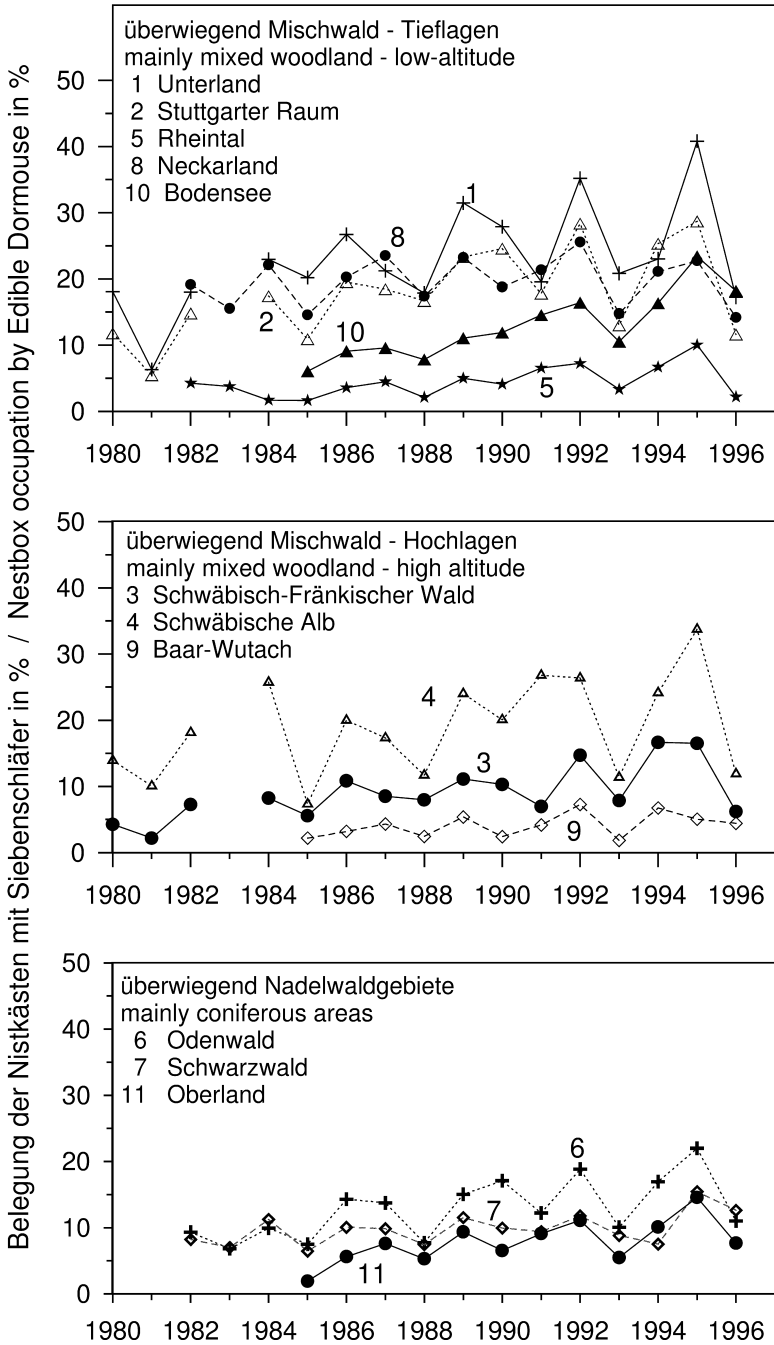 Belegung der Nistkästen mit Siebenschläfer in % / Nestbox occupation by Edible Dormouse in %
überwiegend Mischwald - Tieflagen
mainly mixed woodland - low-altitude
1 Unterland
2 Stuttgarter Raum
5 Rheintal
8 Neckarland
10 Bodensee
50
40
30
20
10
0
1
8
2
10
5
1980 1982 1984 1986 1988 1990 1992 1994 1996
überwiegend Mischwald - Hochlagen
mainly mixed woodland - high altitude
3 Schwäbisch-Fränkischer Wald
4 Schwäbische Alb
9 Baar-Wutach
50
40
30
20
10
0
4
3
9
1980 1982 1984 1986 1988 1990 1992 1994 1996
überwiegend Nadelwaldgebiete
mainly coniferous areas
6 Odenwald
7 Schwarzwald
11 Oberland
50
40
30
20
10
0
6
7
11
1980 1982 1984 1986 1988 1990 1992 1994 1996